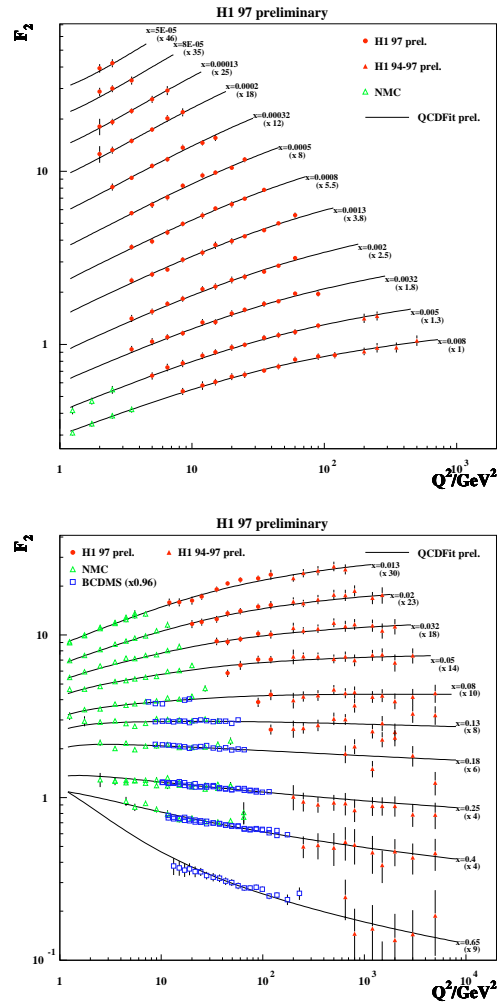 H1 97 preliminary
F2
x=5E-05
(x 46)
x=8E-05
(x 35)
x=0.00013
(x 25)
x=0.0002
(x 18)
x=0.00032
(x 12)
x=0.0005
(x 8)
x=0.0008
(x 5.5)
x=0.0013
(x 3.8)
x=0.002
(x 2.5)
x=0.0032
(x 1.8)
x=0.005
(x 1.3)
x=0.008
(x 1)
H1 97 prel.
H1 94-97 prel.
NMC
QCDFit prel.
10
1
1
10
10^2
10^3
Q^2/GeV^2
H1 97 preliminary
F2
H1 97 prel.
H1 94-97 prel.
QCDFit prel.
NMC
BCDMS (x0.96)
x=0.013
(x 30)
x=0.02
(x 23)
x=0.032
(x 18)
x=0.05
(x 14)
x=0.08
(x 10)
x=0.13
(x 8)
x=0.18
(x 6)
x=0.25
(x 4)
x=0.4
(x 4)
x=0.65
(x 9)
10
1
10^-1
1
10
10^2
10^3
10^4
Q^2/GeV^2